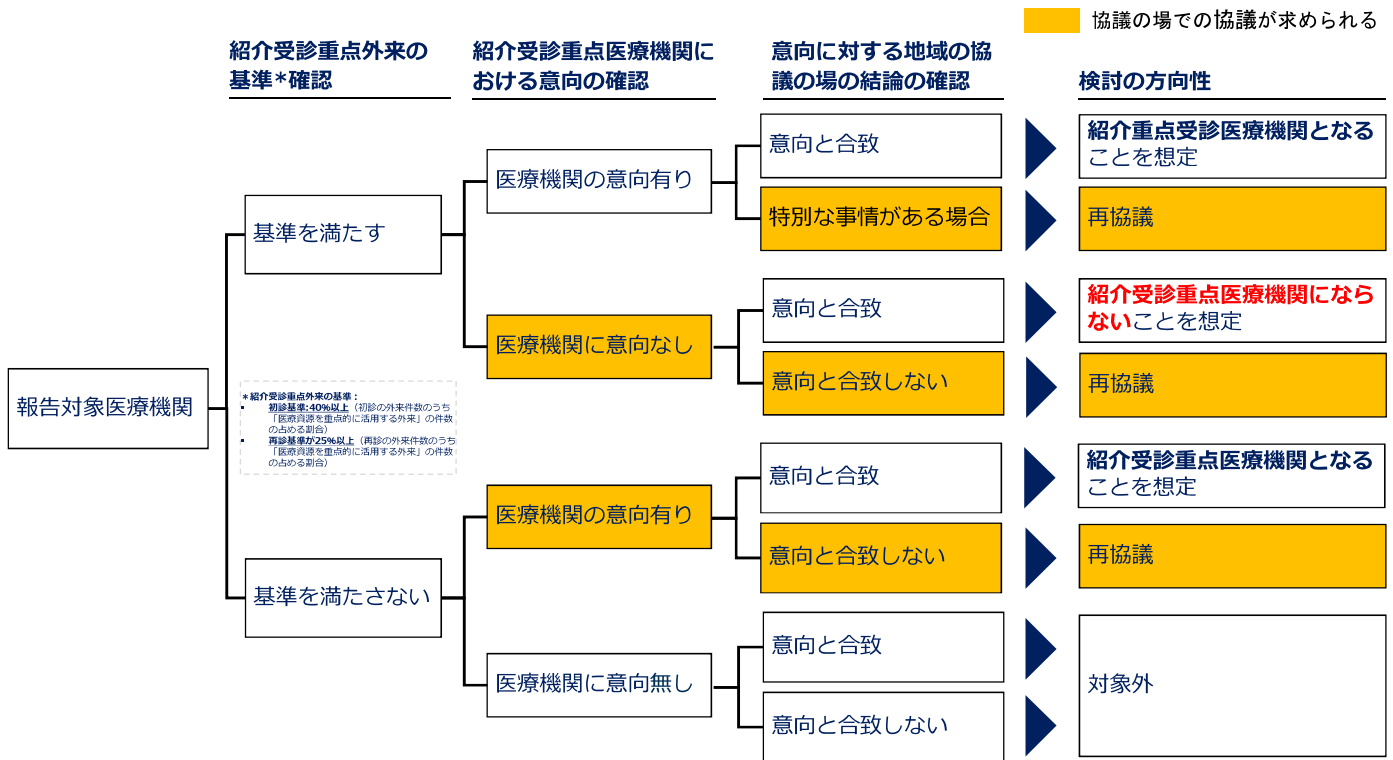 協議の場での協議が求められる
紹介受診重点外来の
基準*確認
紹介受診重点医療機関に
おける意向の確認
意向に対する地域の協
議の場の結論の確認
検討の方向性
報告対象医療機関
基準を満たす
医療機関の意向有り
意向と合致
紹介重点受診医療機関となる
ことを想定
特別な事情がある場合
再協議
医療機関に意向なし
意向と合致
紹介受診重点医療機関になら
ないことを想定
意向と合致しない
再協議
*紹介受診重点外来の基準：
▪ 初診基準:40%以上（初診の外来件数のうち
「医療資源を重点的に活用する外来」の件数
の占める割合）
▪ 再診基準が25%以上（再診の外来件数のうち
「医療資源を重点的に活用する外来」の件数
の占める割合）
基準を満たさない
医療機関の意向有り
意向と合致
紹介受診重点医療機関となる
ことを想定
意向と合致しない
再協議
医療機関に意向無し
意向と合致
意向と合致しない
対象外